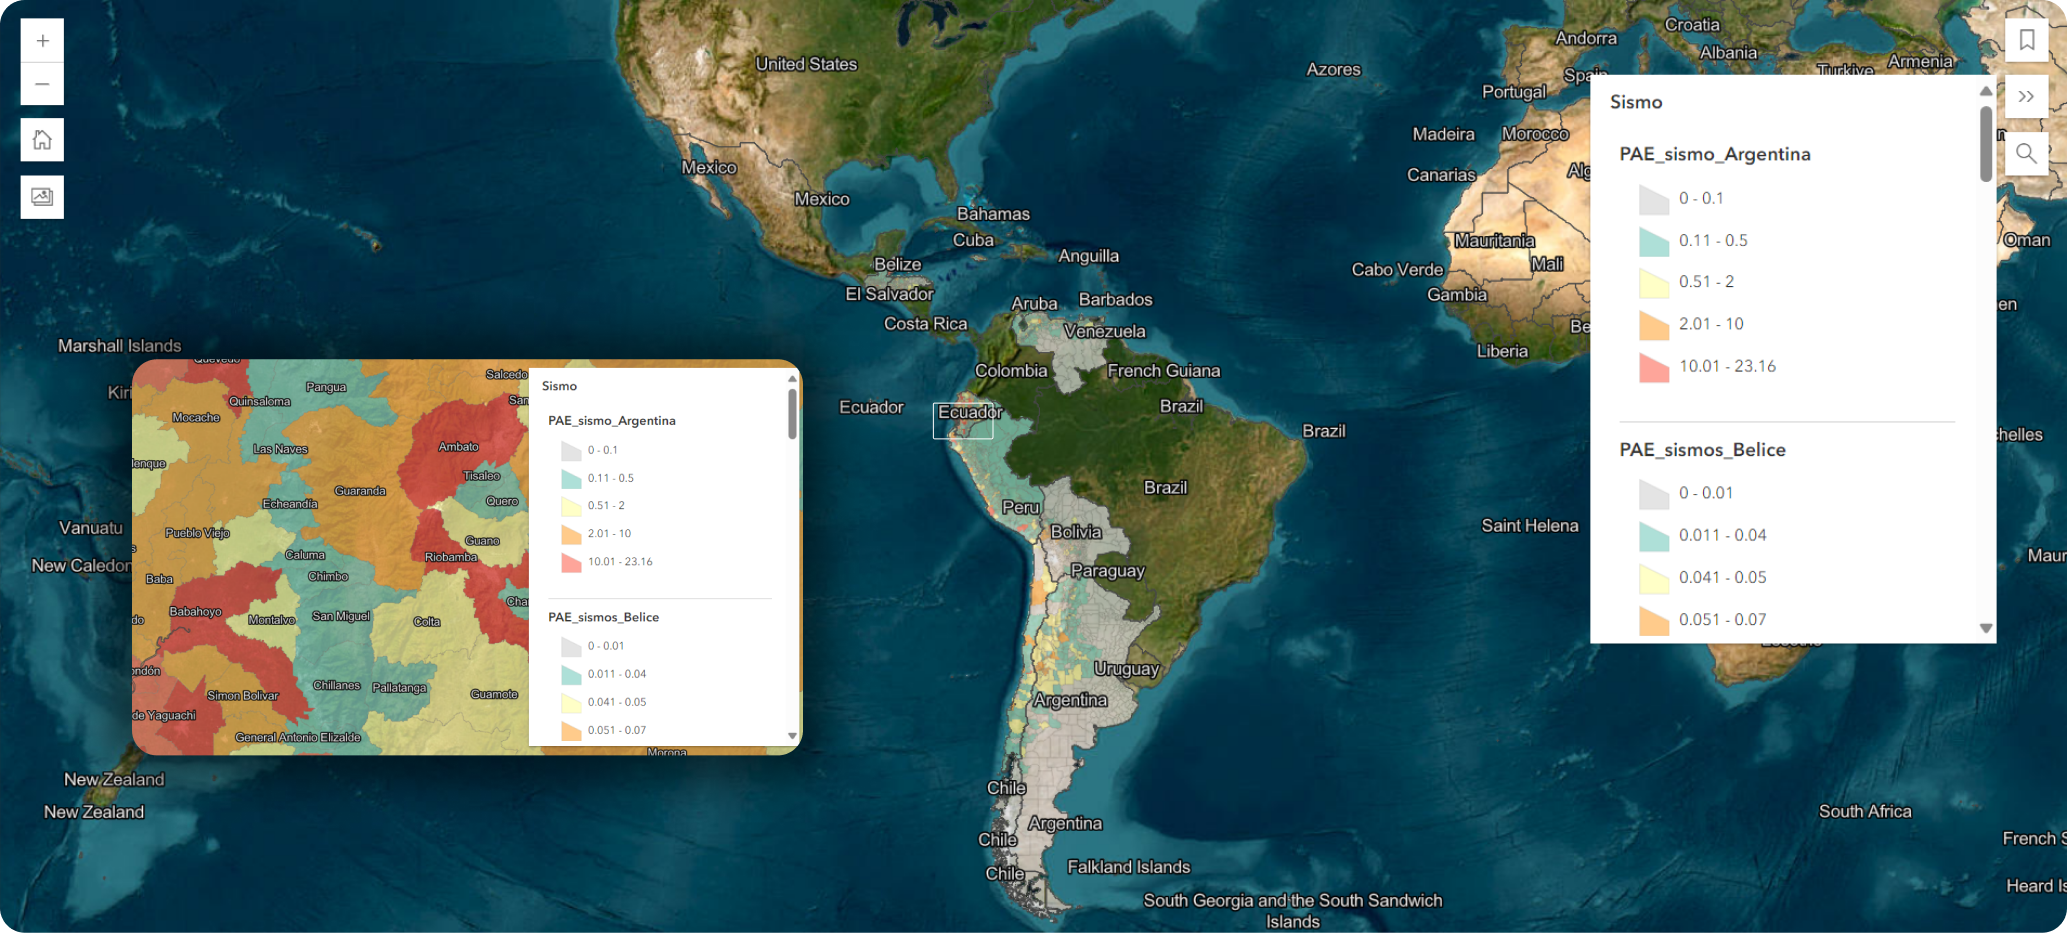 Croatia
Andorra
Albania
United States
Azores
Armenia
Turkiye
Spain
Portugal
Sismo
Madeira
Morocco
PAE_sismo_Argentina
Mexico
Canarias
Alg
0 - 0.1
Mexico
Bahamas
Cuba
Mauritania
0.11 - 0.5
Oman
Anguilla
Belize
Mali
Cabo Verde
0.51 - 2
El Salvador
Gambia
Aruba
Barbados
en
Costa Rica
Venezuela
Be
2.01 - 10
Marshall Islands
Liberia
10.01 - 23.16
Colombia
French Guiana
Kiri
Ecuador
Ecuador
Brazil
Brazil
chelles
PAE_sismos_Belice
Brazil
0 - 0.01
Peru
Vanuatu
Bolivia
Saint Helena
0.011 - 0.04
New Caledon
Paraguay
Maur
0.041 - 0.05
0.051 - 0.07
Lesotho
Uruguay
Argentina
New Zealand
New Zealand
Chile
Argentina
Chile
Chile
Falkland Islands
South Africa
French S
Heard Is
South Georgia and the South Sandwich
Islands
Quevedo
Salcedo
Pangua
Quinsaloma
San
Mocache
Las Naves
Ambato
lenque
Tisaleo
Guaranda
Quero
Echeandía
Pueblo Viejo
Guano
Caluma
Riobamba
Baba
Chimbo
Cha
Babahoyo
Montalvo
San Miguel
Colta
do
ondón
Chillanes
Pallatanga
Simon Bolivar
Guamote
de Yaguachi
General Antonio Elizalde
Morona
Sismo
PAE_sismo_Argentina
0 - 0.1
0.11 - 0.5
0.51 - 2
2.01 - 10
10.01 - 23.16
PAE_sismos_Belice
0 - 0.01
0.011 - 0.04
0.041 - 0.05
0.051 - 0.07